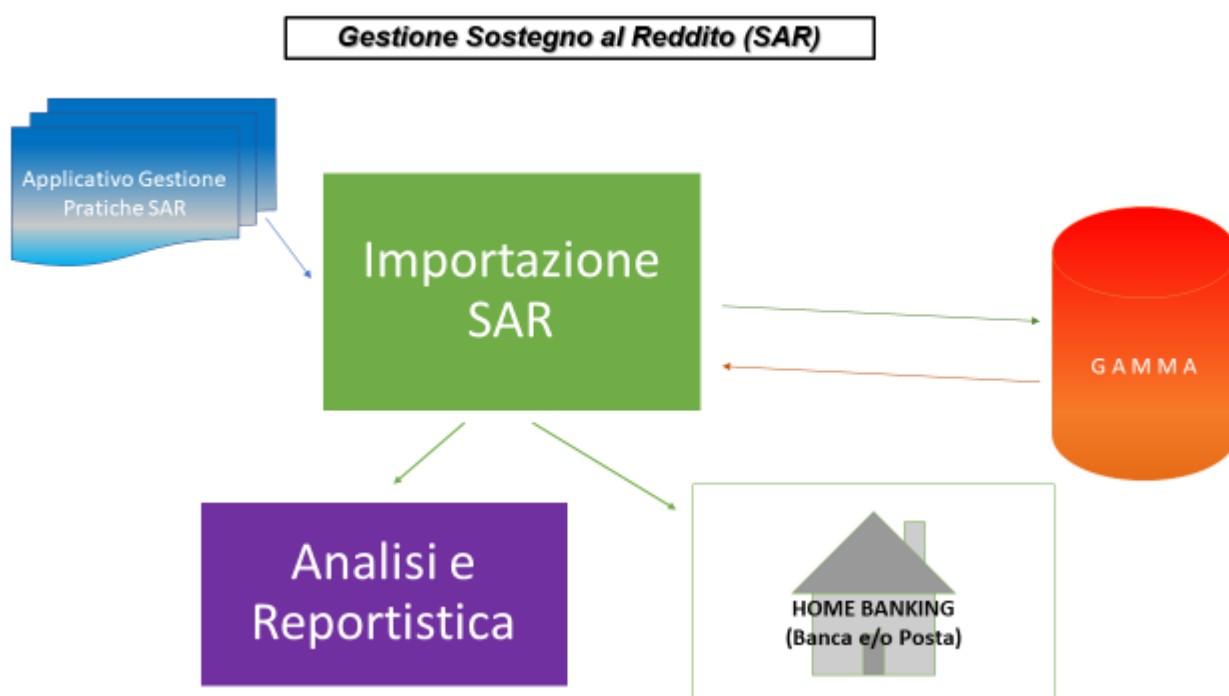 Gestione Sostegno al Reddito (SAR)
Applicativo Gestione
Pratiche SAR
Importazione
SAR
G A M M A
Analisi e
Reportistica
HOME BANKING
(Banca e/o Posta)